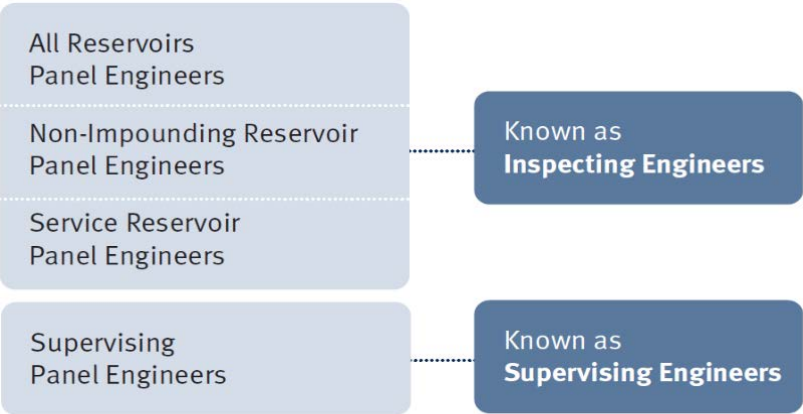 All Reservoirs
Panel Engineers
Non-Impounding Reservoir
Panel Engineers
Known as
Inspecting Engineers
Service Reservoir
Panel Engineers
Supervising
Panel Engineers
Known as
Supervising Engineers